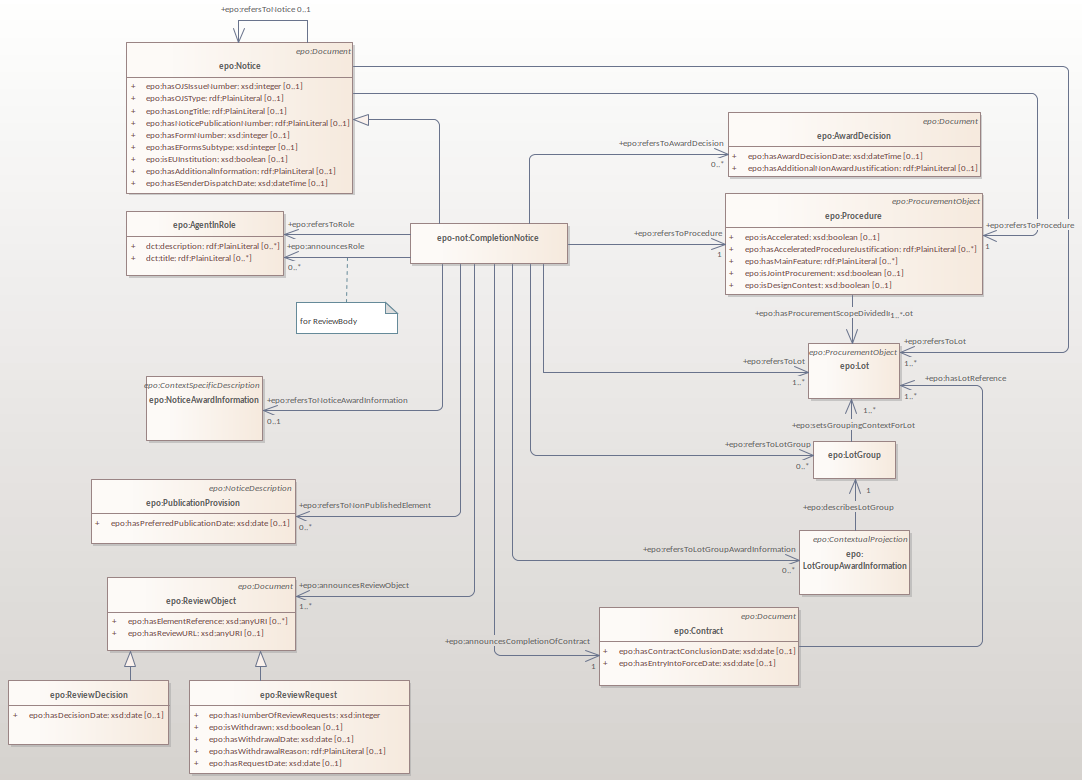 +epo:refersToNotice 0..1
epo:Document
epo:Notice
+ epo:hasOJSIssueNumber: xsd:integer [0..1]
+ epo:hasOJSType: rdf:PlainLiteral [0..1]
+ epo:hasLongTitle: rdf:PlainLiteral [0..1]
+ epo:hasNoticePublicationNumber: rdf:PlainLiteral [0..1]
+ epo:hasFormNumber: xsd:integer [0..1]
+ epo:hasEFormsSubtype: xsd:integer [0..1]
+ epo:isEUInstitution: xsd:boolean [0..1]
+ epo:hasAdditionalInformation: rdf:PlainLiteral [0..1]
+ epo:hasESenderDispatchDate: xsd:dateTime [0..1]
epo:Document
epo:AwardDecision
+ epo:hasAwardDecisionDate: xsd:dateTime [0..1]
+ epo:hasAdditionalNonAwardJustification: rdf:PlainLiteral [0..1]
+epo:refersToAwardDecision
0..*
epo:ProcurementObject
epo:Procedure
+ epo:isAccelerated: xsd:boolean [0..1]
+ epo:hasAcceleratedProcedureJustification: rdf:PlainLiteral [0..*]
+ epo:hasMainFeature: rdf:PlainLiteral [0..*]
+ epo:isJointProcurement: xsd:boolean [0..1]
+ epo:isDesignContest: xsd:boolean [0..1]
+epo:refersToProcedure
1
+epo:refersToProcedure
1
epo:AgentInRole
+ dct:description: rdf:PlainLiteral [0..*]
+ dct:title: rdf:PlainLiteral [0..*]
+epo:refersToRole
+epo:announcesRole
0..*
epo-not:CompletionNotice
for ReviewBody
+epo:hasProcurementScopeDividedIn 1..* ot
epo:ProcurementObject
epo:Lot
+epo:refersToLot
1..*
+epo:refersToLot
1..*
+epo:hasLotReference
1..*
epo:ContextSpecificDescription
epo:NoticeAwardInformation
+epo:refersToNoticeAwardInformation
0..1
1..*
+epo:setsGroupingContextForLot
epo:LotGroup
+epo:refersToLotGroup
0..*
1
+epo:describesLotGroup
epo:NoticeDescription
epo:PublicationProvision
+ epo:hasPreferredPublicationDate: xsd:date [0..1]
+epo:refersToNonPublishedElement
0..*
epo:ContextualProjection
epo:
LotGroupAwardInformation
+epo:refersToLotGroupAwardInformation
0..*
epo:Document
epo:ReviewObject
+ epo:hasElementReference: xsd:anyURI [0..*]
+ epo:hasReviewURL: xsd:anyURI [0..1]
+epo:announcesReviewObject
1..*
epo:Document
epo:Contract
+ epo:hasContractConclusionDate: xsd:date [0..1]
+ epo:hasEntryIntoForceDate: xsd:date [0..1]
+epo:announcesCompletionOfContract
1
epo:ReviewDecision
+ epo:hasDecisionDate: xsd:date [0..1]
epo:ReviewRequest
+ epo:hasNumberOfReviewRequests: xsd:integer
+ epo:isWithdrawn: xsd:boolean [0..1]
+ epo:hasWithdrawalDate: xsd:date [0..1]
+ epo:hasWithdrawalReason: rdf:PlainLiteral [0..1]
+ epo:hasRequestDate: xsd:date [0..1]